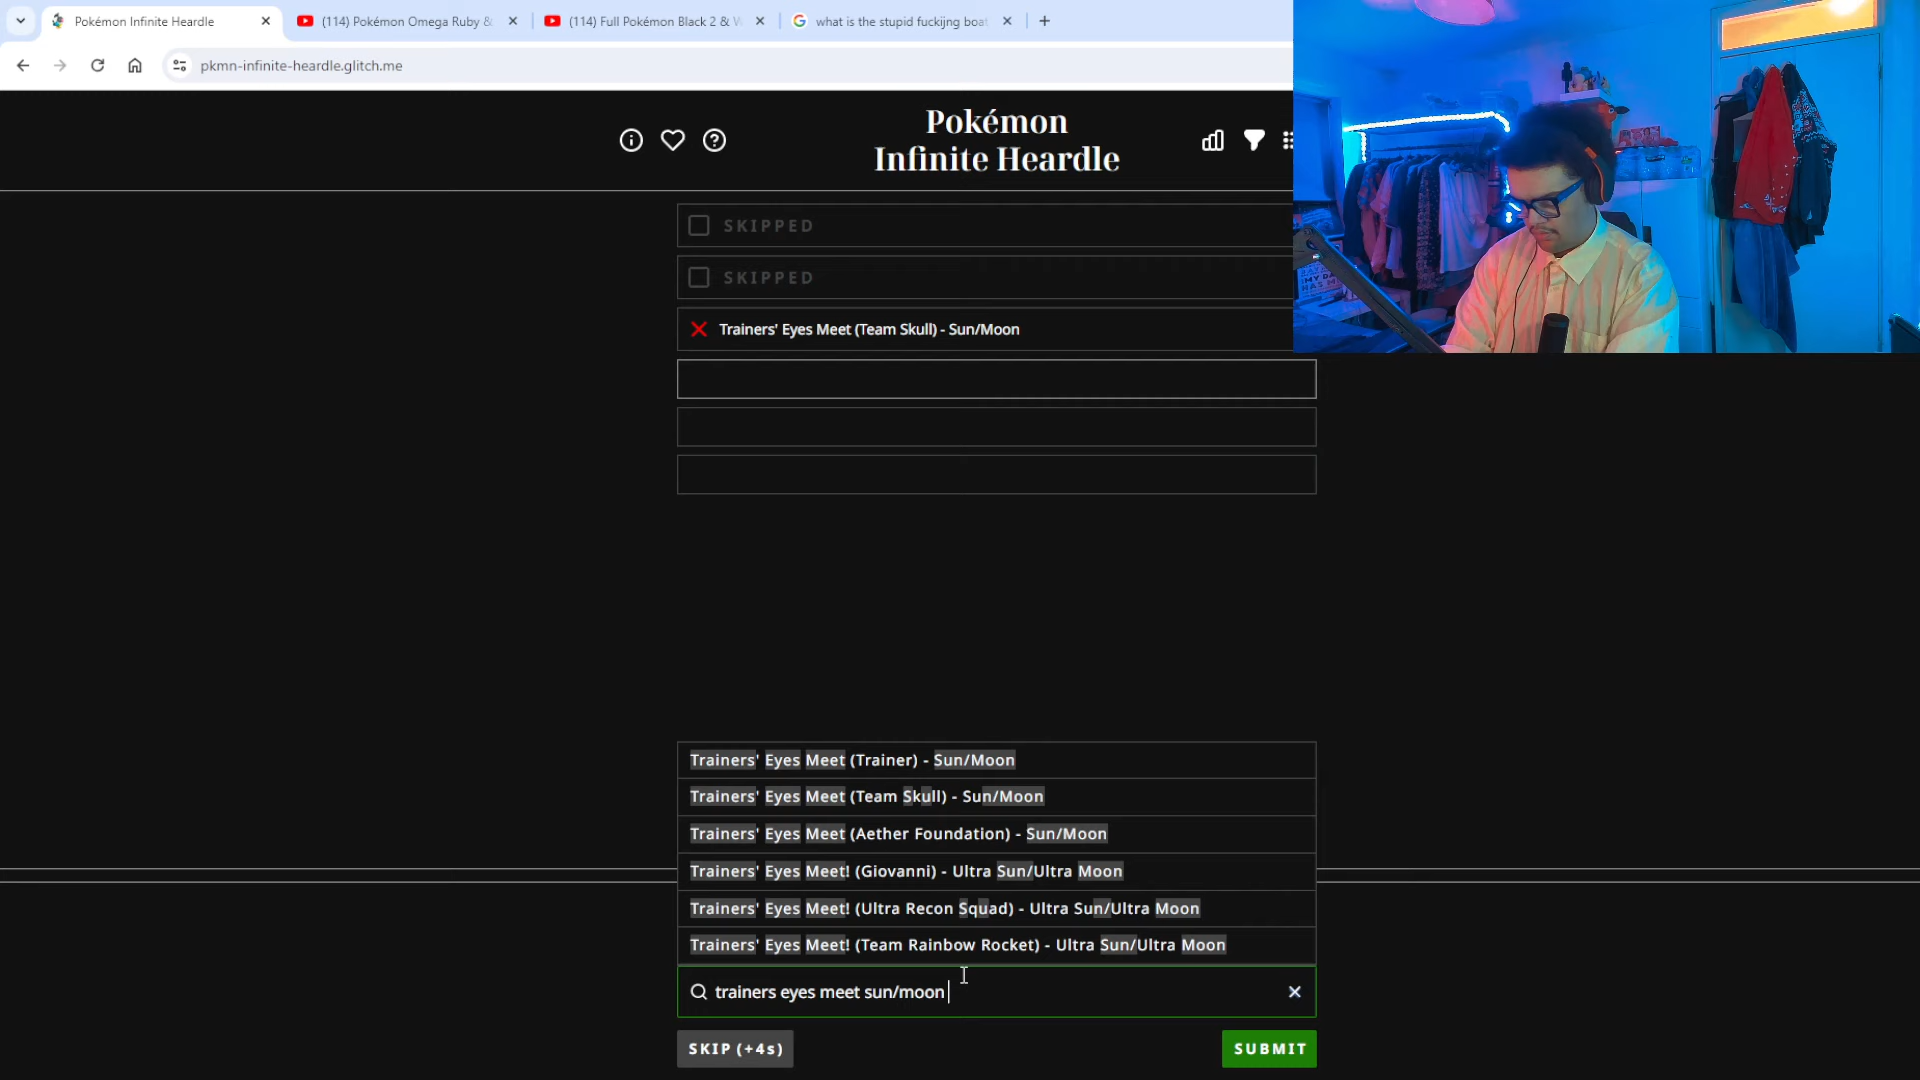 Pokémon Infinite Heardle
(114) Pokémon Omega Ruby &
(114) Full Pokémon Black 2 & W
what is the stupid fuckijng boat
pkmn-infinite-heardle.glitch.me
Pokémon
Infinite Heardle
SKIPPED
SKIPPED
Trainers' Eyes Meet (Team Skull) - Sun/Moon
Trainers' Eyes Meet (Trainer) - Sun/Moon
Trainers' Eyes Meet (Team Skull) - Sun/Moon
Trainers' Eyes Meet (Aether Foundation) - Sun/Moon
Trainers' Eyes Meet! (Giovanni) - Ultra Sun/Ultra Moon
Trainers' Eyes Meet! (Ultra Recon Squad) - Ultra Sun/Ultra Moon
Trainers' Eyes Meet! (Team Rainbow Rocket) - Ultra Sun/Ultra Moon
trainers eyes meet sun/moon
SKIP (+4s)
SUBMIT